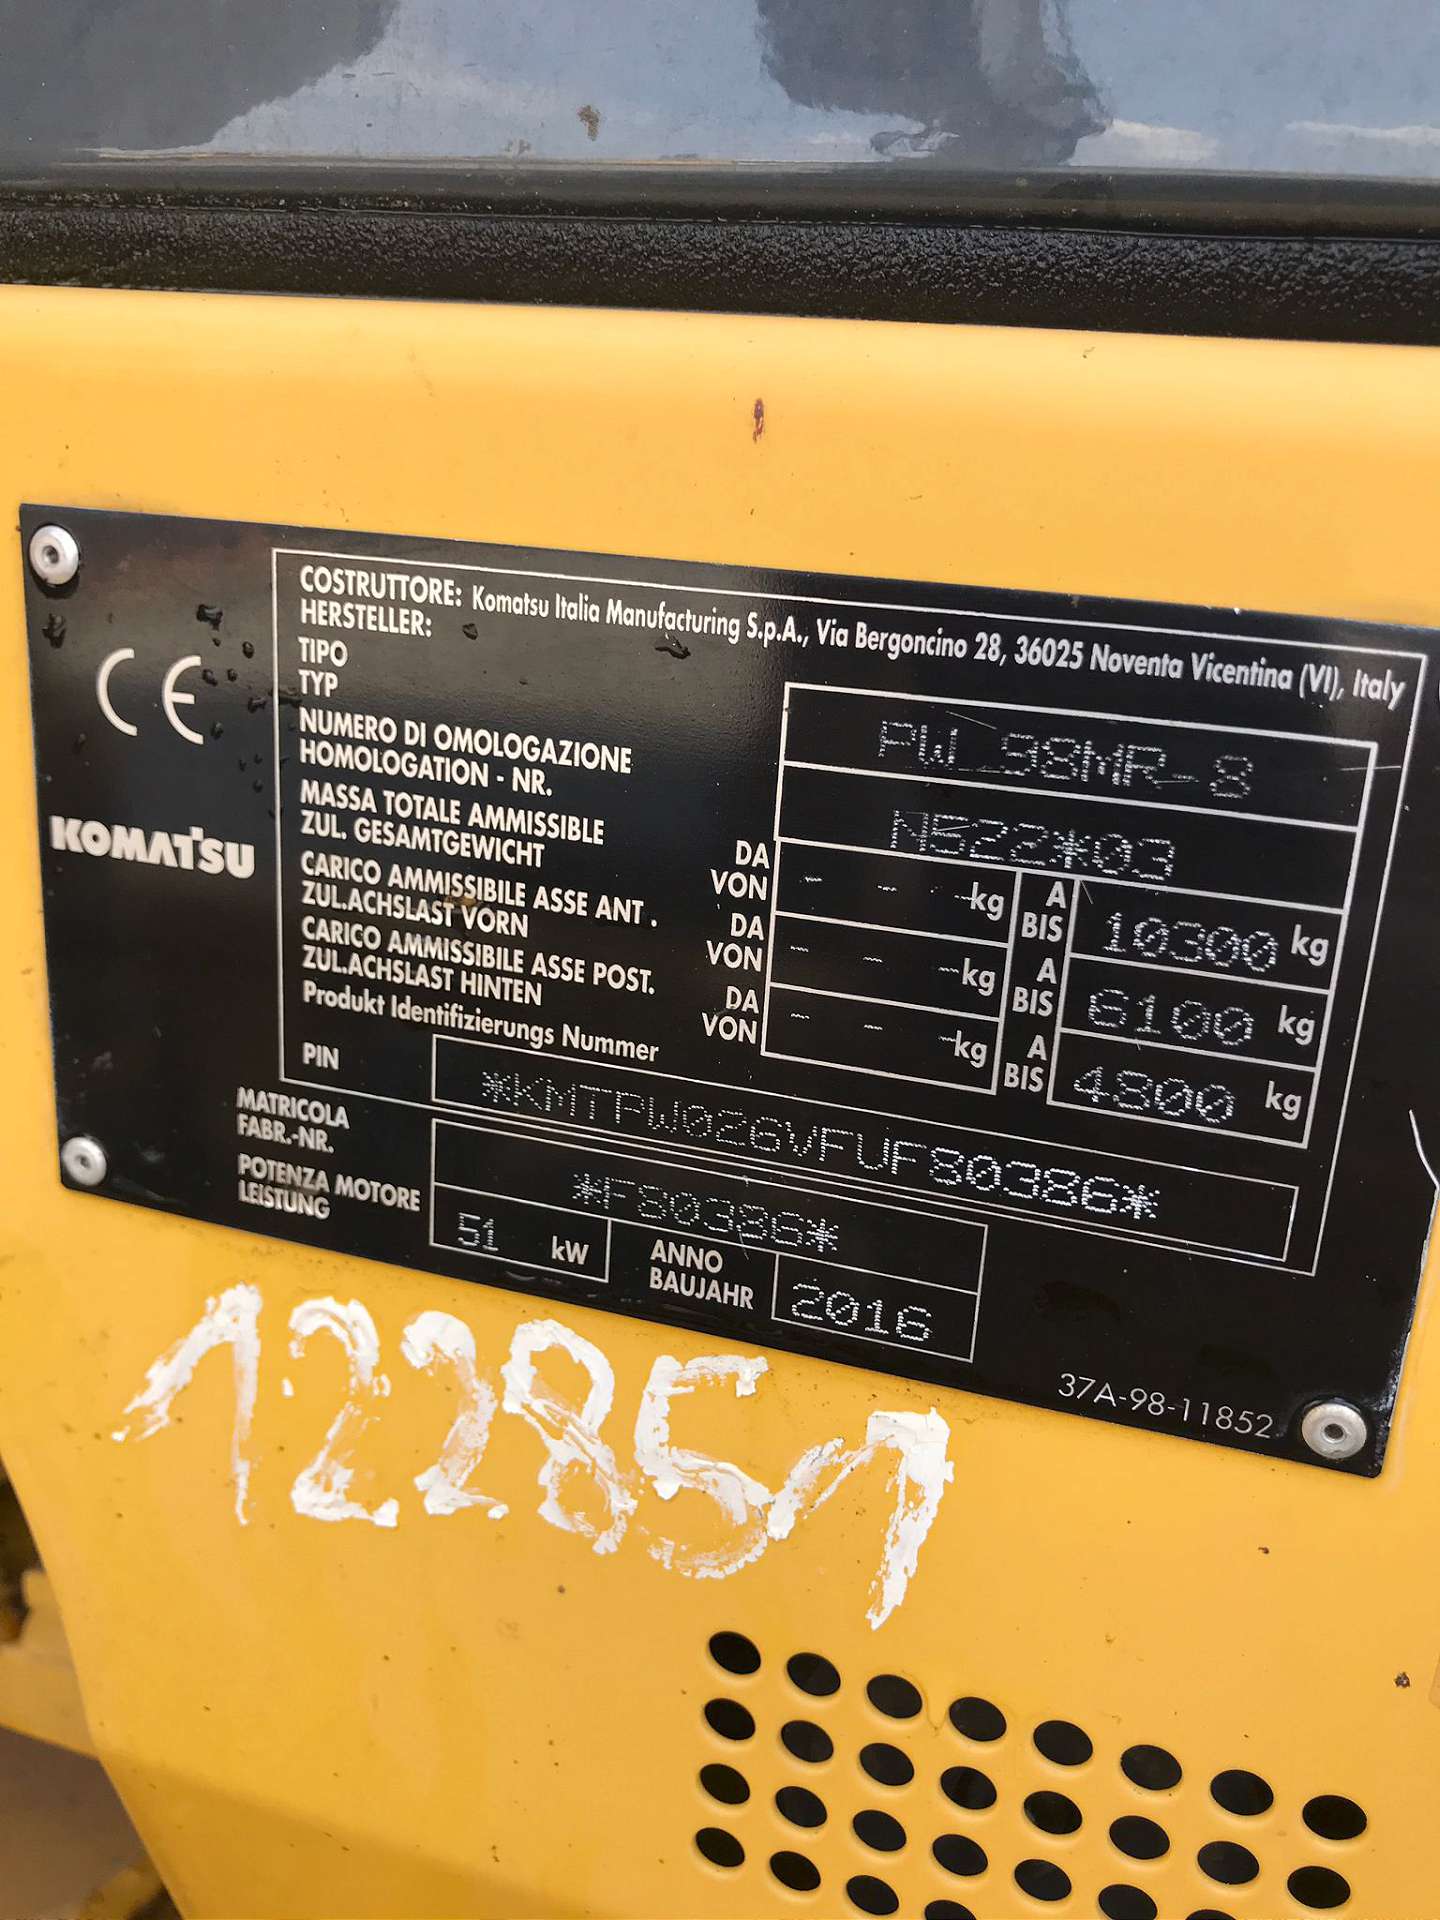 CE
KOMATSU
COSTRUTTORE: Komatsu Italia Manufacturing S.p.A., Via Bergoncino 28, 36025 Noventa Vicentina (VI), Italy
HERSTELLER:
TIPO
TYP
PW 98MR-8
NUMERO DI OMOLOGAZIONE
HOMOLOGATION - NR.
N522*03
MASSA TOTALE AMMISSIBLE
ZUL. GESAMTGEWICHT
DA
VON
- - -kg
A
BIS
10300 kg
CARICO AMMISSIBILE ASSE ANT.
ZUL.ACHSLAST VORN
DA
VON
- - -kg
A
BIS
6100 kg
CARICO AMMISSIBILE ASSE POST.
ZUL.ACHSLAST HINTEN
DA
VON
- - -kg
A
BIS
4800 kg
Produkt Identifizierungs Nummer
PIN
*KMTPW026VFUF80386*
MATRICOLA
FABR.-NR.
*F80386*
POTENZA MOTORE
LEISTUNG
51 kW
ANNO
BAUJAHR
2016
37A-98-11852
122851